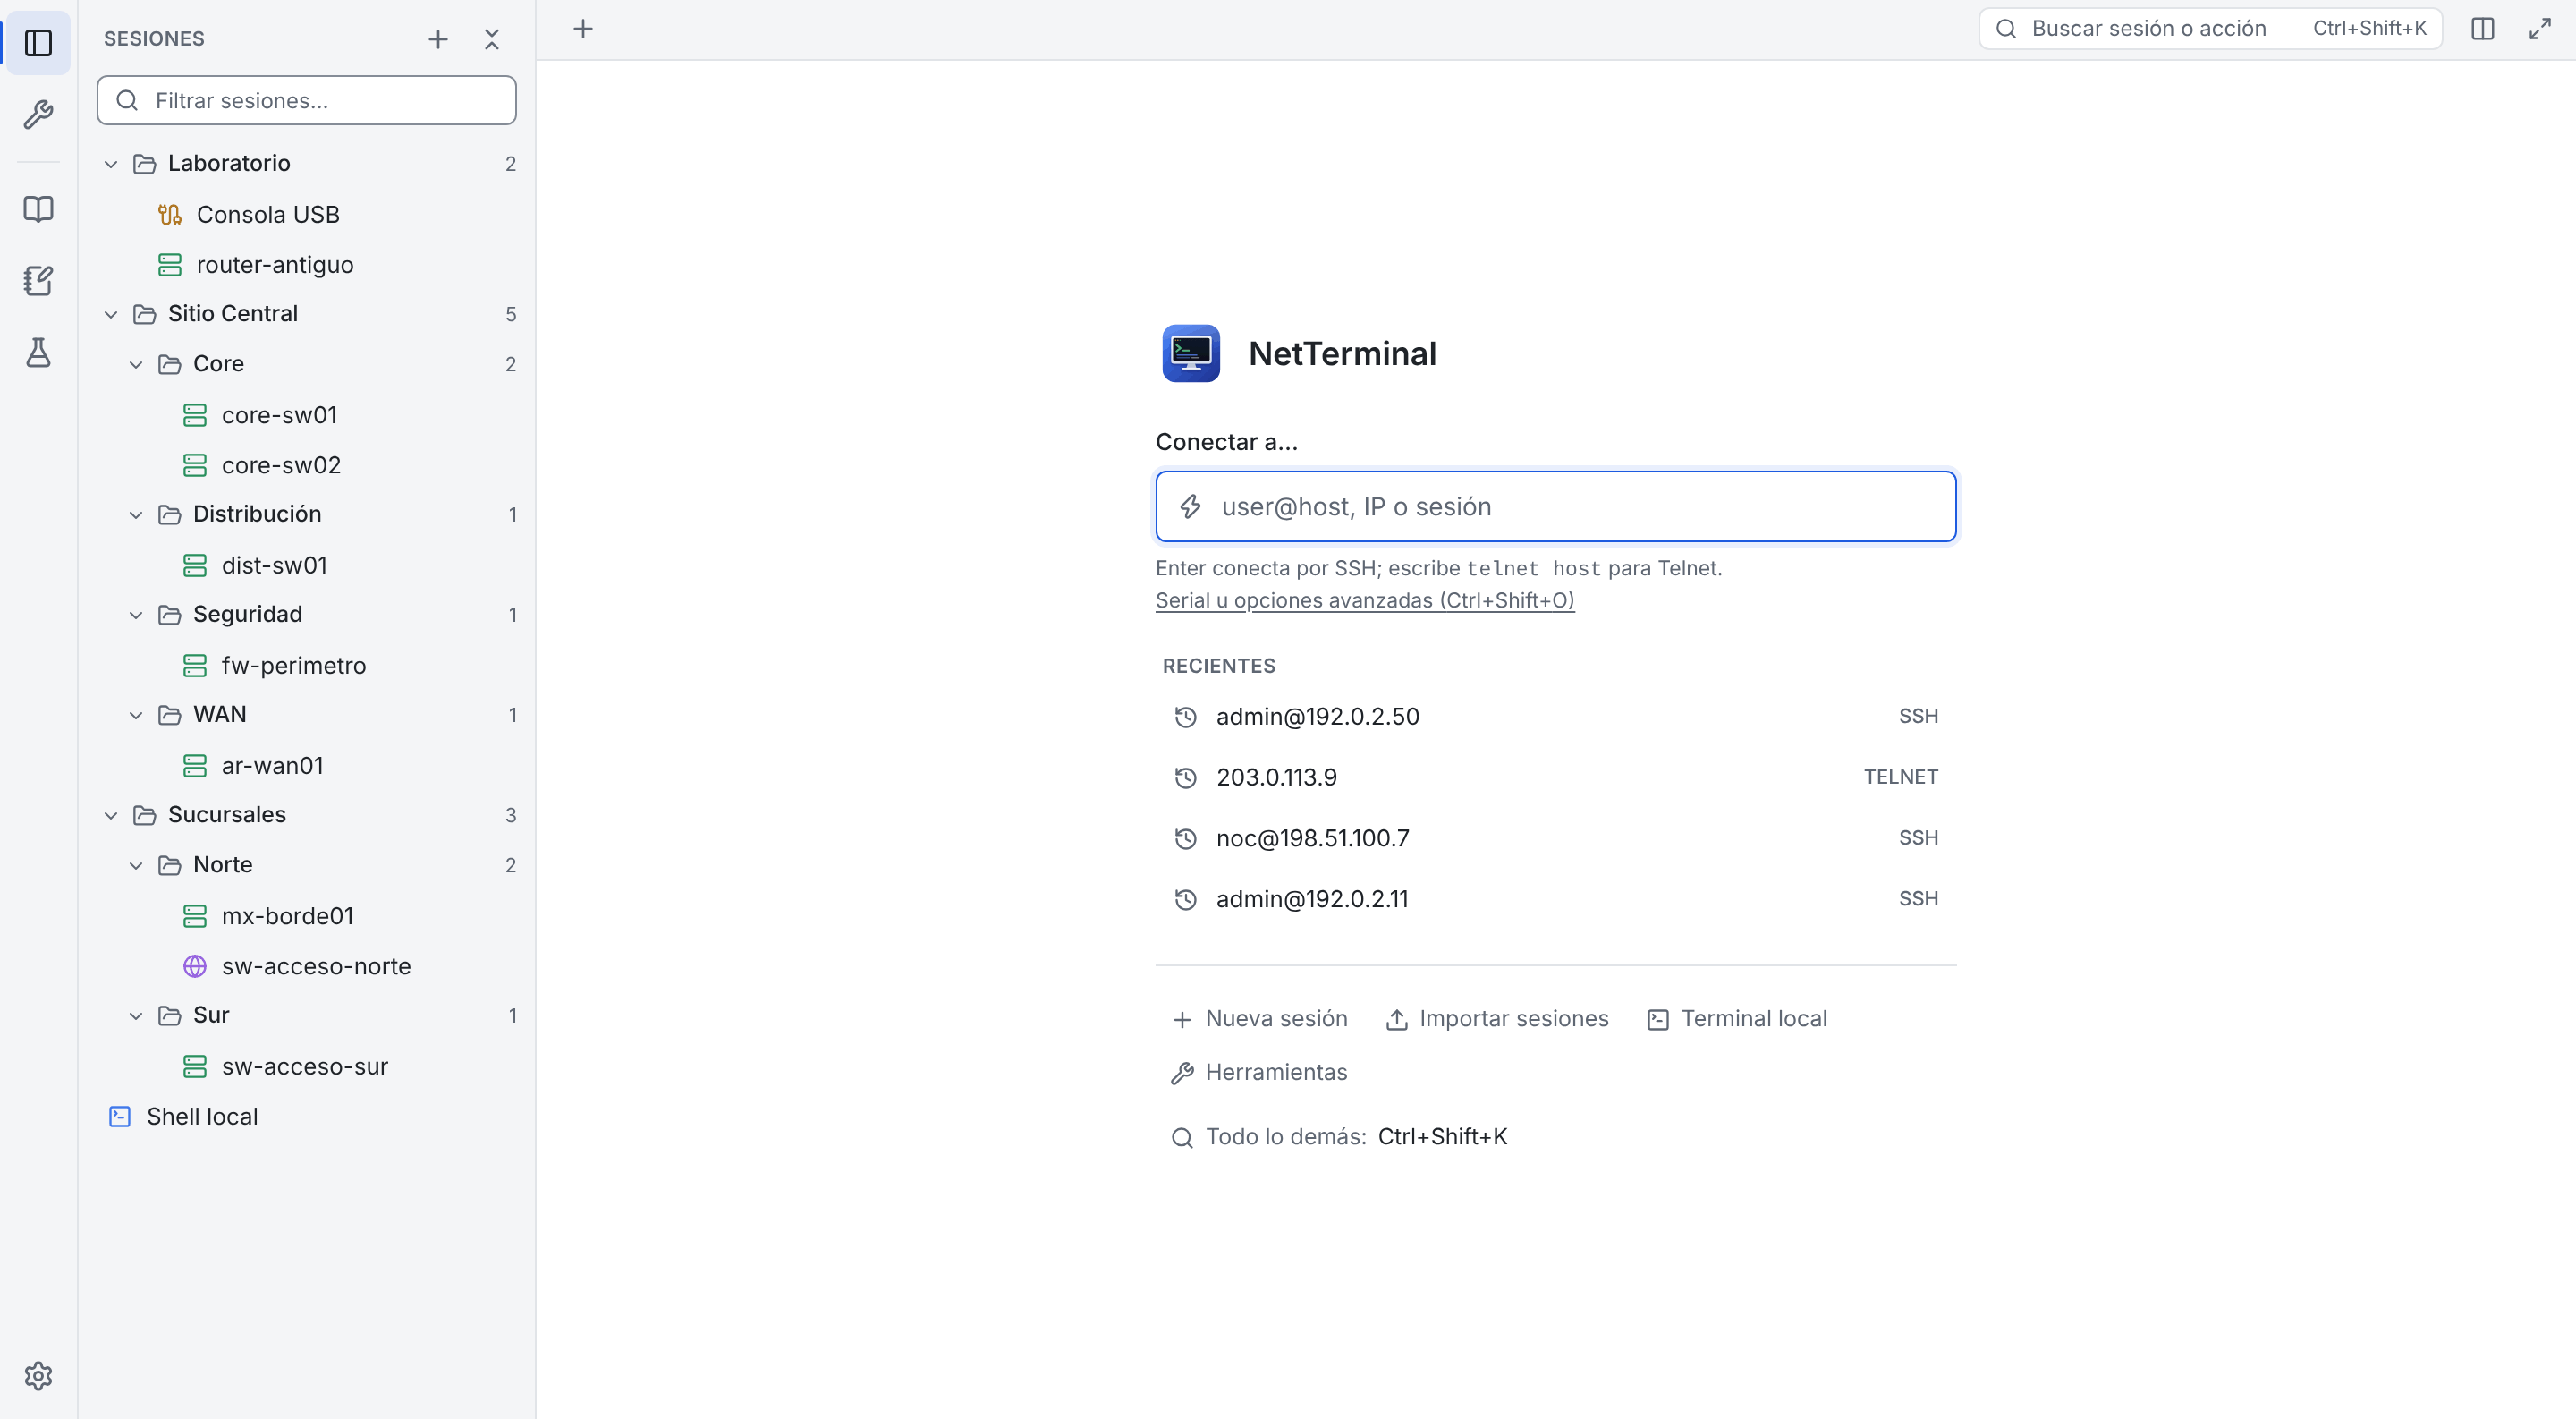 SESIONES
Filtrar sesiones...
Laboratorio 2
Consola USB
router-antiguo
Sitio Central 5
Core 2
core-sw01
core-sw02
Distribución 1
dist-sw01
Seguridad 1
fw-perimetro
WAN 1
ar-wan01
Sucursales 3
Norte 2
mx-borde01
sw-acceso-norte
Sur 1
sw-acceso-sur
Shell local
Buscar sesión o acción Ctrl+Shift+K
NetTerminal
Conectar a...
user@host, IP o sesión
Enter conecta por SSH; escribe telnet host para Telnet.
Serial u opciones avanzadas (Ctrl+Shift+O)
RECIENTES
admin@192.0.2.50 SSH
203.0.113.9 TELNET
noc@198.51.100.7 SSH
admin@192.0.2.11 SSH
Nueva sesión Importar sesiones Terminal local
Herramientas
Todo lo demás: Ctrl+Shift+K